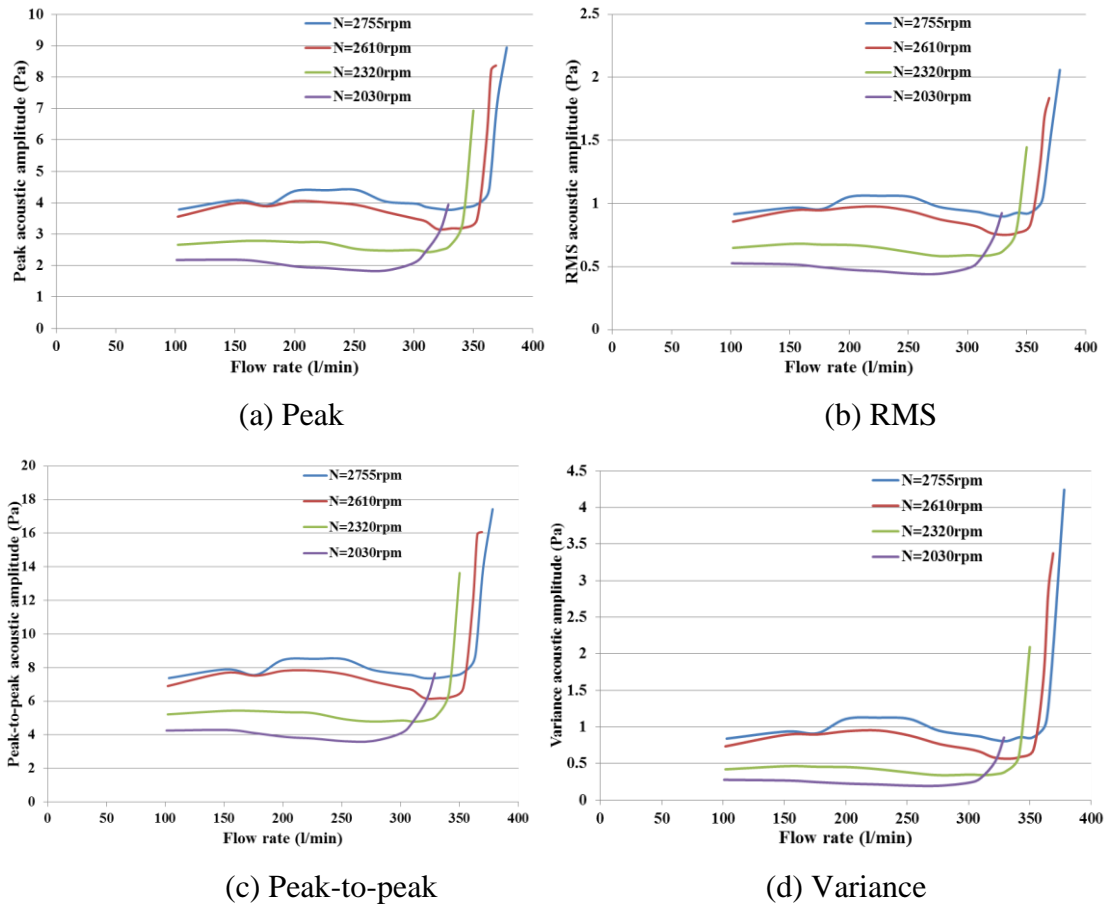 Peak acoustic amplitude (Pa)
10
9
8
7
6
5
4
3
2
1
0
N=2755rpm
N=2610rpm
N=2320rpm
N=2030rpm
0 50 100 150 200 250 300 350 400
Flow rate (l/min)
(a) Peak
RMS acoustic amplitude (Pa)
2.5
2
1.5
1
0.5
0
N=2755rpm
N=2610rpm
N=2320rpm
N=2030rpm
0 50 100 150 200 250 300 350 400
Flow rate (l/min)
(b) RMS
Peak-to-peak acoustic amplitude (Pa)
20
18
16
14
12
10
8
6
4
2
0
N=2755rpm
N=2610rpm
N=2320rpm
N=2030rpm
0 50 100 150 200 250 300 350 400
Flow rate (l/min)
(c) Peak-to-peak
Variance acoustic amplitude (Pa)
4.5
4
3.5
3
2.5
2
1.5
1
0.5
0
N=2755rpm
N=2610rpm
N=2320rpm
N=2030rpm
0 50 100 150 200 250 300 350 400
Flow rate (l/min)
(d) Variance